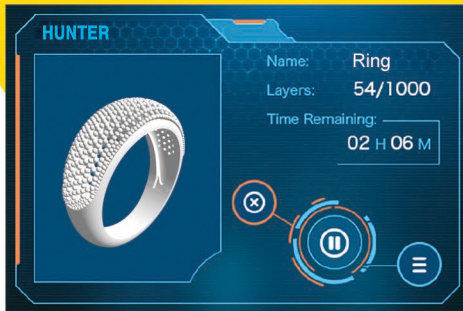 HUNTER
Name: Ring
Layers: 54/1000
Time Remaining:
02 H 06 M